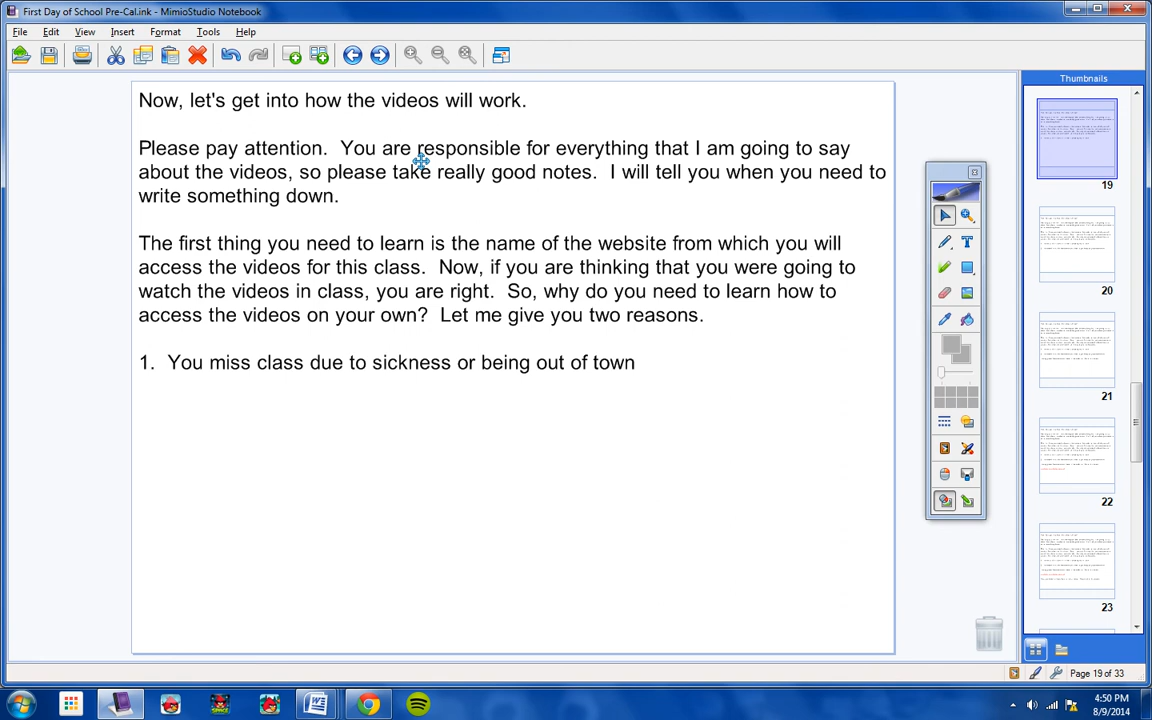 First Day of School Pre-Cal.ink - MimioStudio Notebook
File Edit View Insert Format Tools Help
Thumbnails
Now, let's get into how the videos will work.
Please pay attention. You are responsible for everything that I am going to say
about the videos, so please take really good notes. I will tell you when you need to
write something down.
The first thing you need to learn is the name of the website from which you will
access the videos for this class. Now, if you are thinking that you were going to
watch the videos in class, you are right. So, why do you need to learn how to
access the videos on your own? Let me give you two reasons.
1. You miss class due to sickness or being out of town
19
20
21
22
23
Page 19 of 33
4:50 PM
8/9/2014